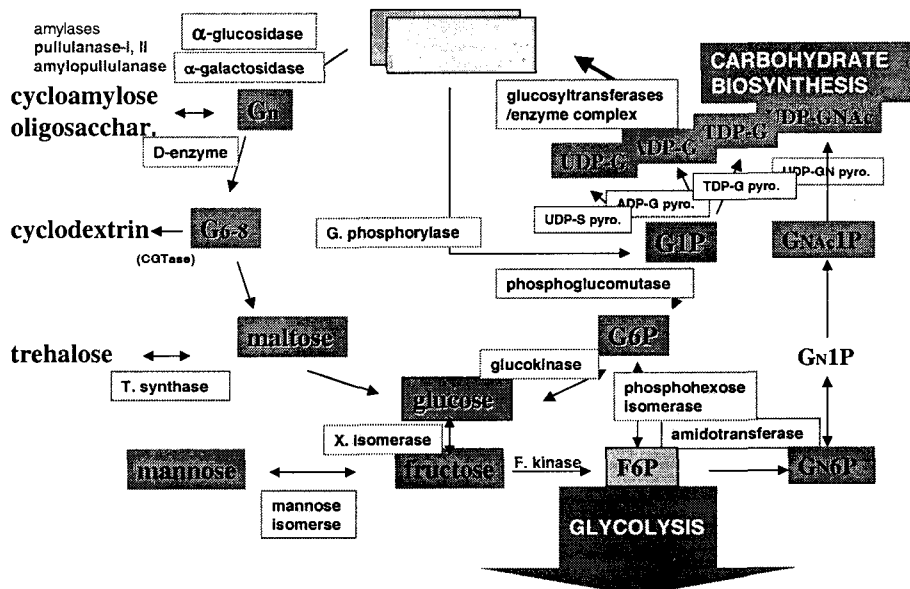 amylases
pullulanase-I, II
amylopullulanase
α-glucosidase
α-galactosidase
CARBOHYDRATE
BIOSYNTHESIS
glucosyltransferases
/enzyme complex
cycloamylose
oligosacchar.
Gn
D-enzyme
UDP-G
ADP-G
TDP-G
UDP-GNAc
UDP-GN pyro.
TDP-G pyro.
ADP-G pyro.
UDP-S pyro.
cyclodextrin
(CGTase)
G6-8
G. phosphorylase
G1P
GNAc1P
phosphoglucomutase
maltose
G6P
trehalose
T. synthase
glucokinase
GN1P
glucose
phosphohexose
isomerase
X. isomerase
amidotransferase
mannose
fructose
F. kinase
F6P
GN6P
mannose
isomerse
GLYCOLYSIS